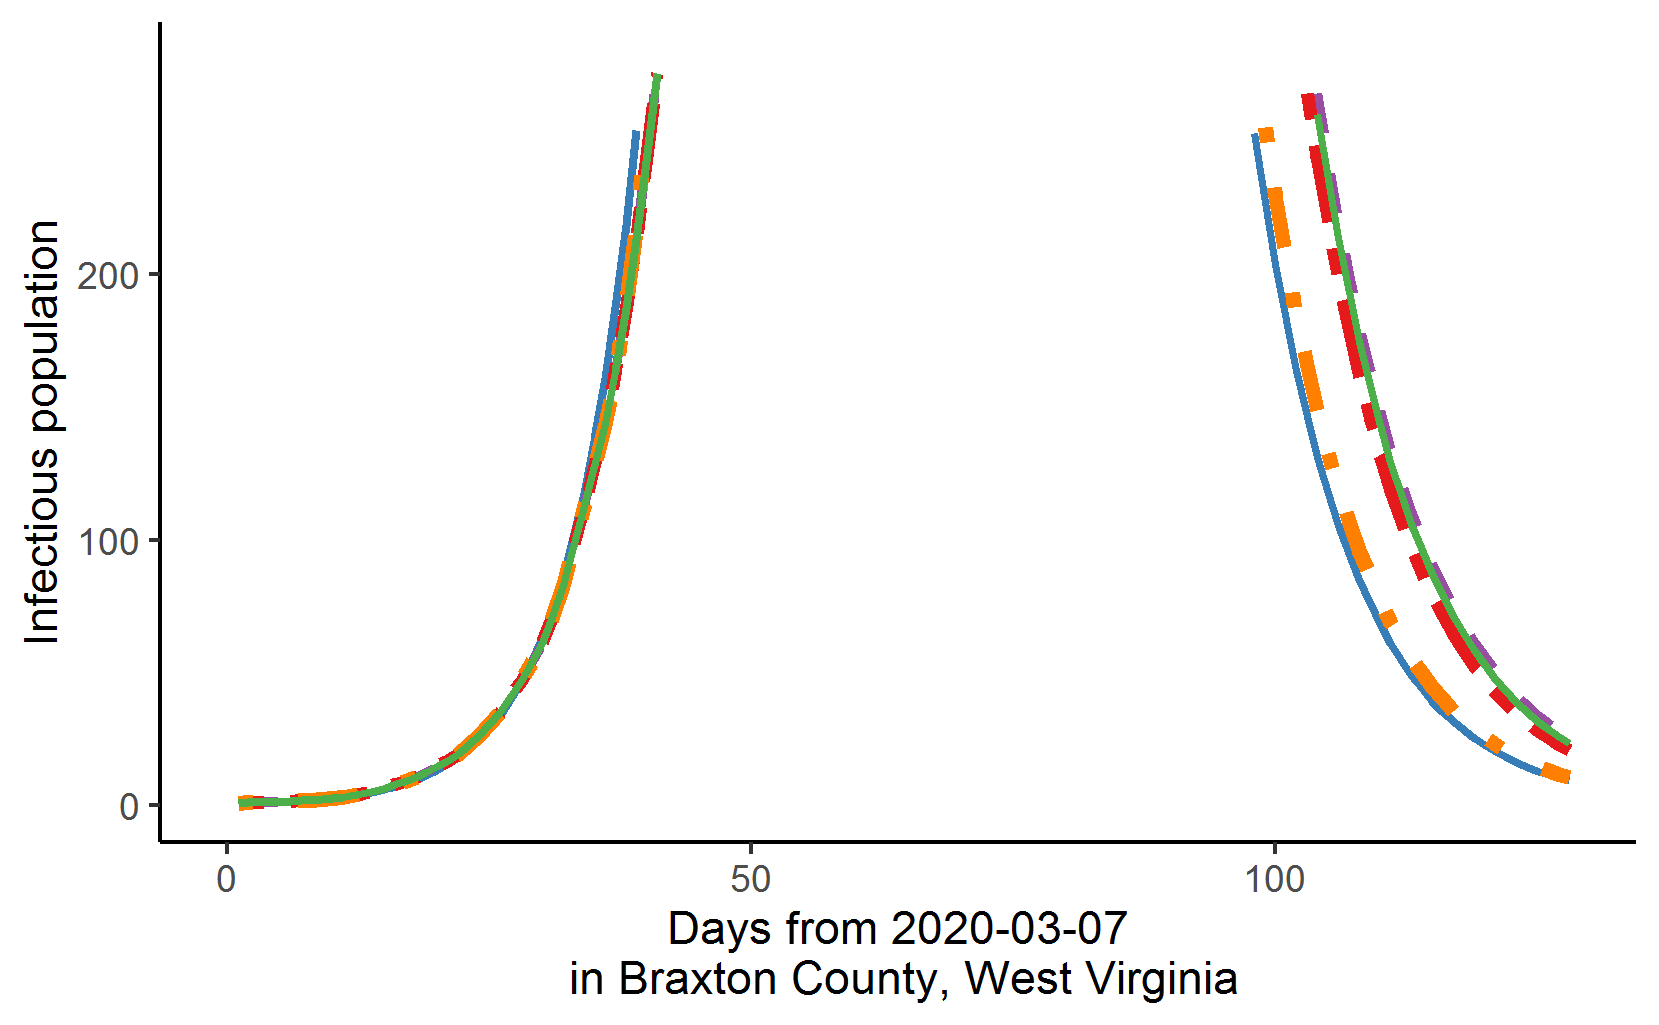 Infectious population
200
100
0
0
50
100
Days from 2020-03-07
in Braxton County, West Virginia